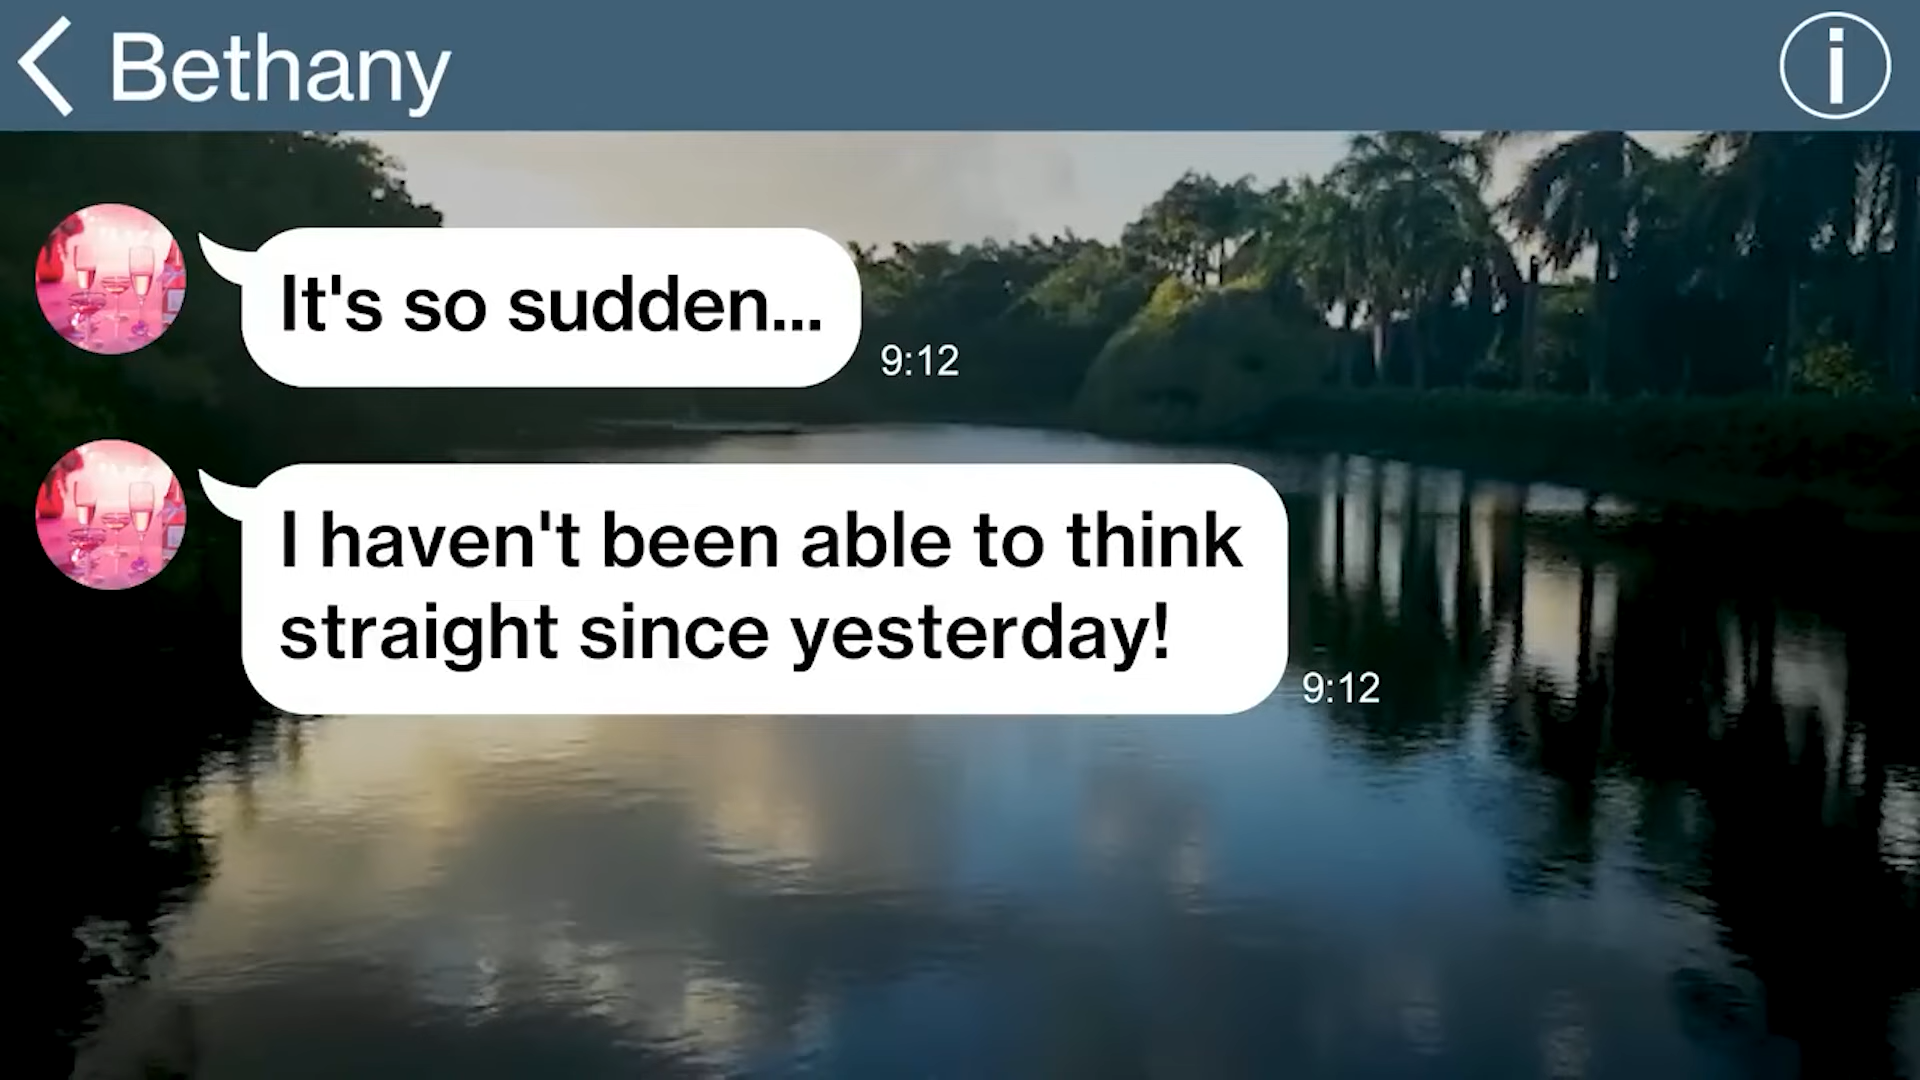 Bethany
It's so sudden...
9:12
I haven't been able to think
straight since yesterday!
9:12